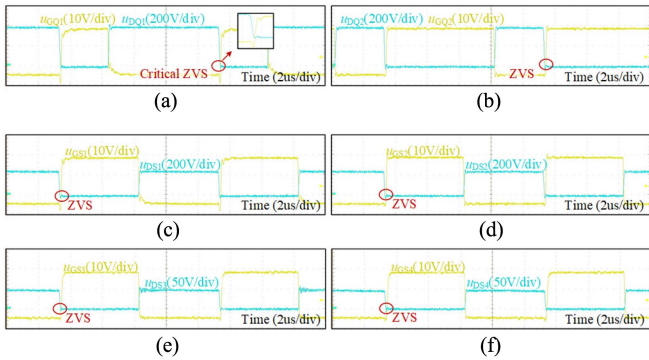 uGQ1(10V/div) uDQ1(200V/div)
Critical ZVS
Time (2us/div)
(a)
uDQ2(200V/div) uGQ2(10V/div)
ZVS
Time (2us/div)
(b)
uGS1(10V/div)
uDS1(200V/div)
ZVS
Time (2us/div)
(c)
uGS2(10V/div)
uDS2(200V/div)
ZVS
Time (2us/div)
(d)
uGS3(10V/div)
uDS3(50V/div)
ZVS
Time (2us/div)
(e)
uGS4(10V/div)
uDS4(50V/div)
ZVS
Time (2us/div)
(f)